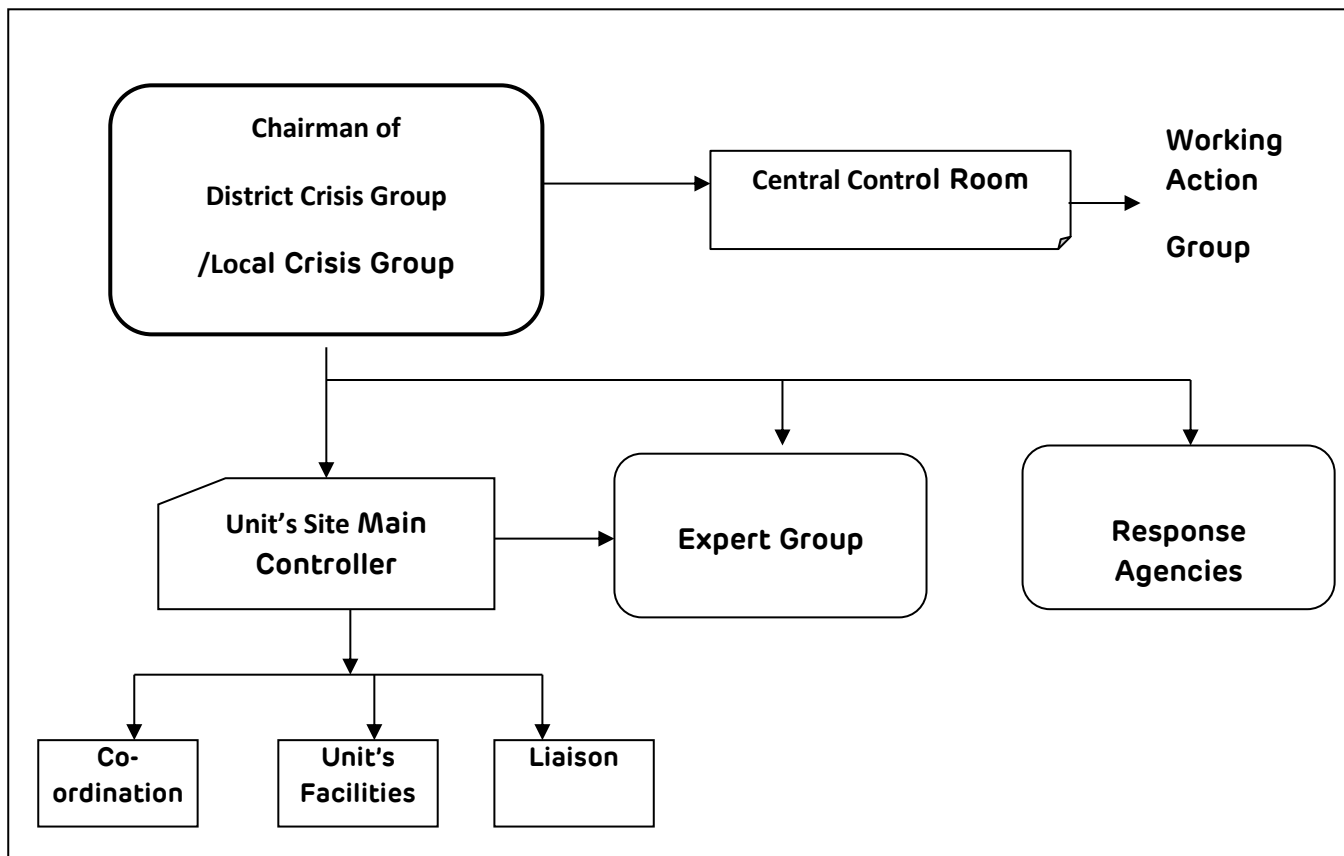 Chairman of
District Crisis Group
/Local Crisis Group
Central Control Room
Working
Action
Group
Unit's Site Main
Controller
Expert Group
Response
Agencies
Co-
ordination
Unit's
Facilities
Liaison